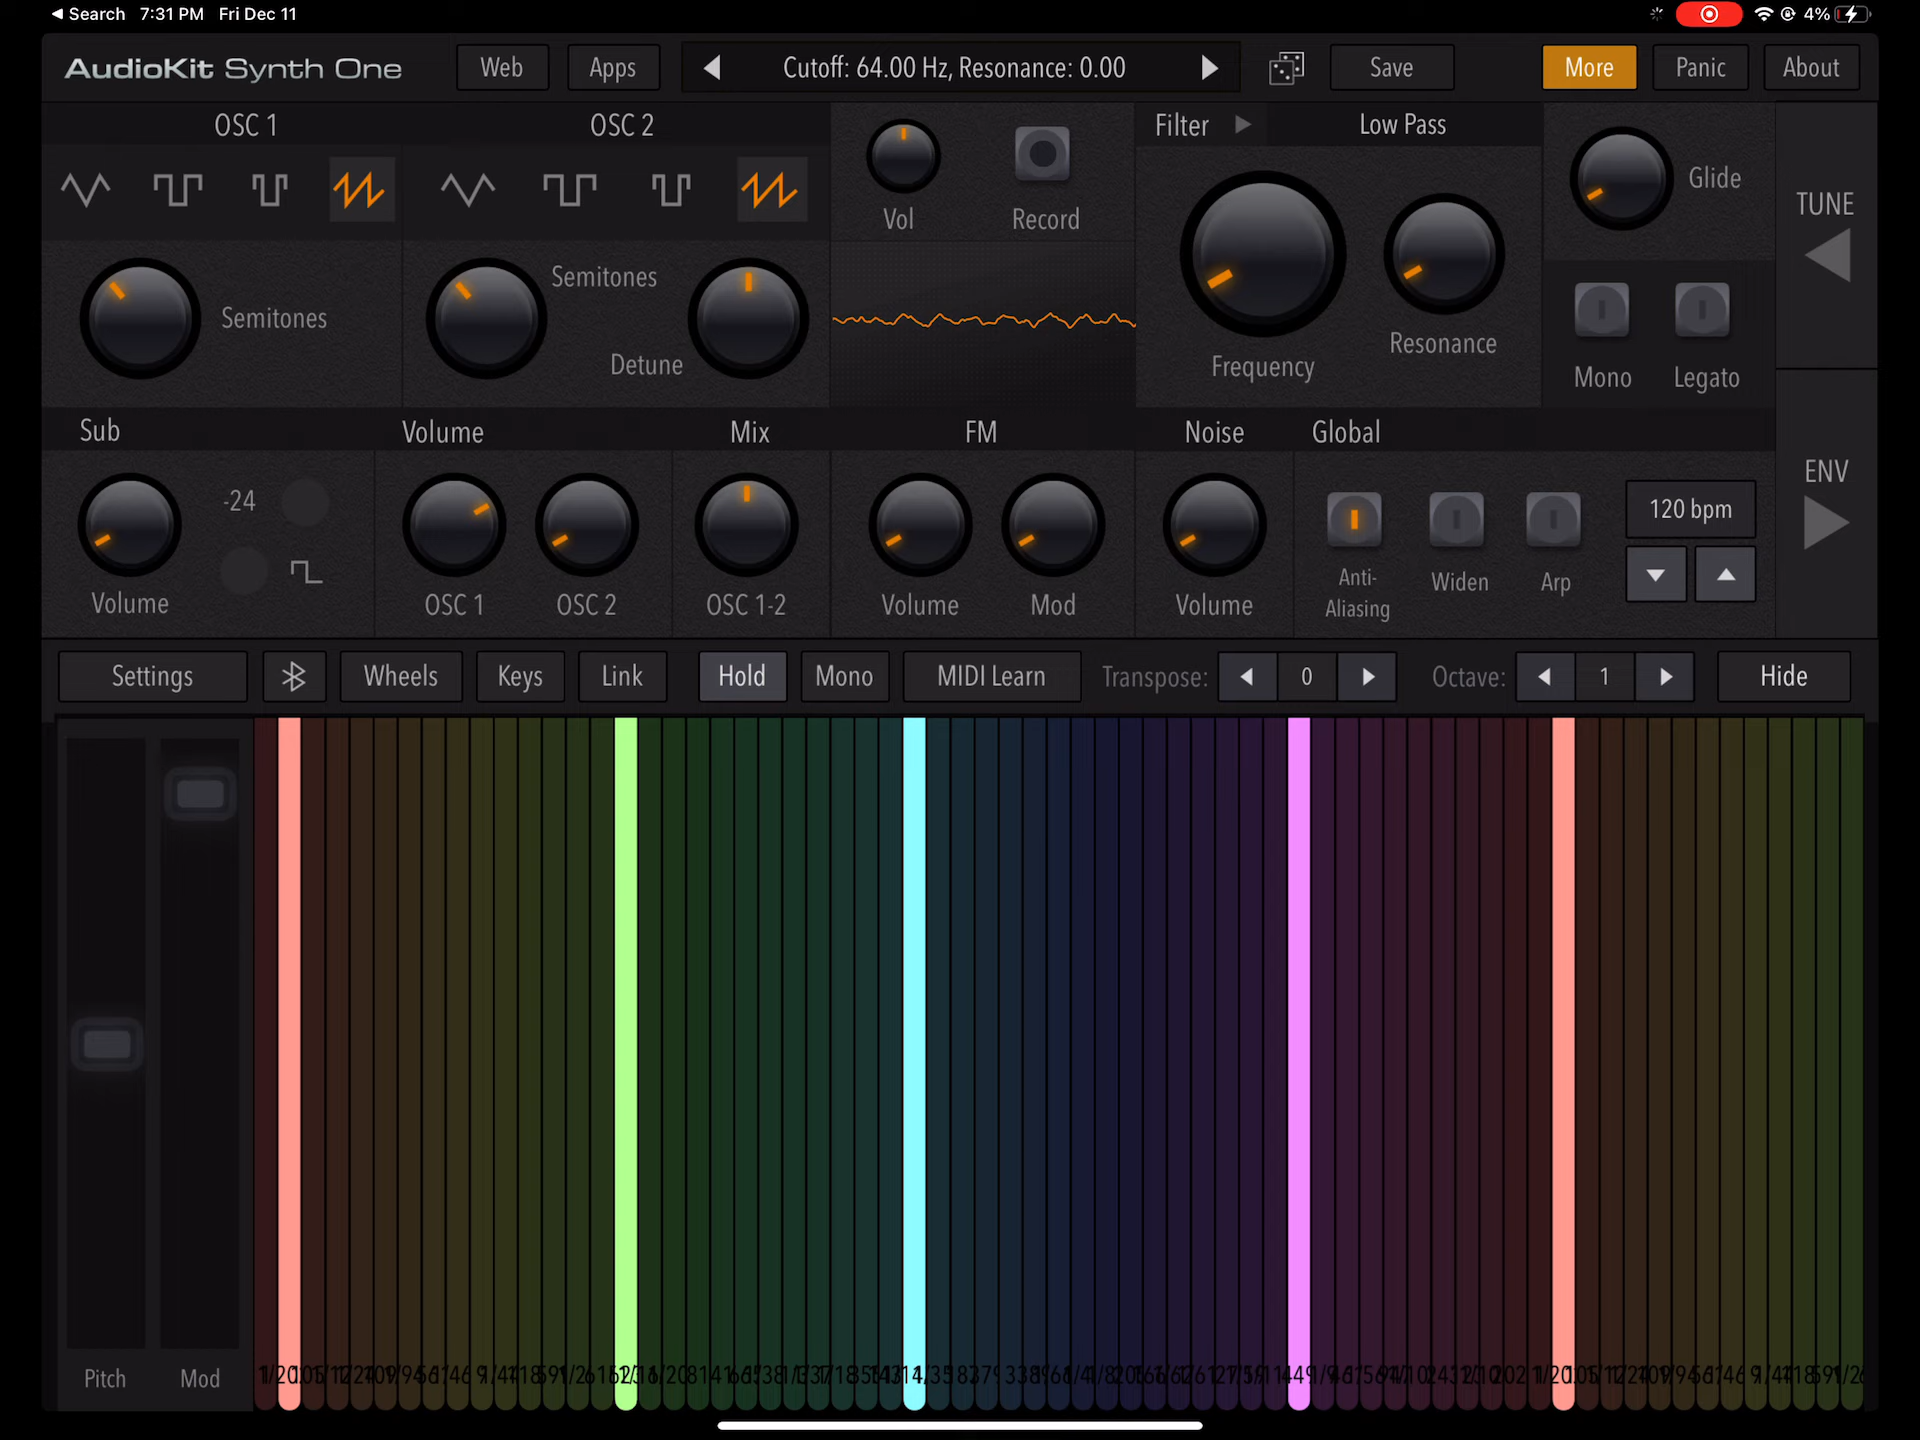 ◀ Search 7:31 PM Fri Dec 11 4%
AudioKit Synth One Web Apps Cutoff: 64.00 Hz, Resonance: 0.00 Save More Panic About
OSC 1 OSC 2 Filter Low Pass
Glide
TUNE
Vol Record
Semitones
Semitones
Detune
Frequency
Resonance
Mono Legato
Sub Volume Mix FM Noise Global
ENV
-24
120 bpm
Volume OSC 1 OSC 2 OSC 1-2 Volume Mod Volume
Anti-
Aliasing
Widen Arp
Settings Wheels Keys Link Hold Mono MIDI Learn Transpose: 0 Octave: 1 Hide
Pitch Mod